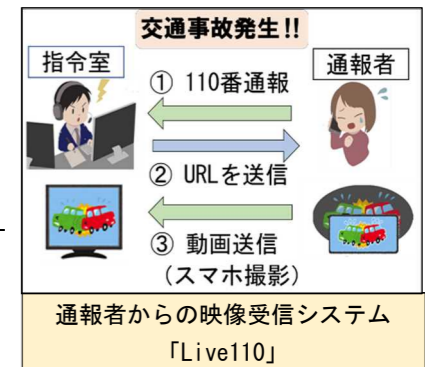 交通事故発生!!
指令室
通報者
① 110番通報
② URLを送信
③ 動画送信
（スマホ撮影）
通報者からの映像受信システム
「Live110」